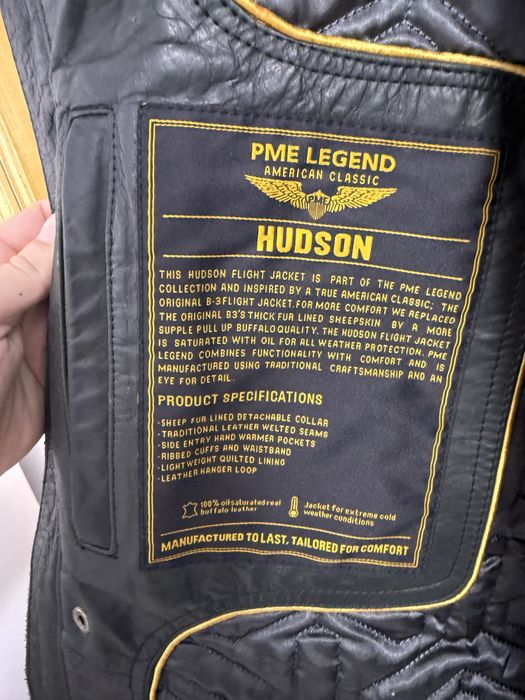 PME LEGEND
AMERICAN CLASSIC
PME
HUDSON
THIS HUDSON FLIGHT JACKET IS PART OF THE PME LEGEND
COLLECTION AND INSPIRED BY A TRUE AMERICAN CLASSIC; THE
ORIGINAL B-3 FLIGHT JACKET. FOR MORE COMFORT WE REPLACED
THE ORIGINAL B3'S THICK FUR LINED SHEEPSKIN BY A MORE
SUPPLE PULL UP BUFFALO QUALITY. THE HUDSON FLIGHT JACKET
IS SATURATED WITH OIL FOR ALL WEATHER PROTECTION. PME
LEGEND COMBINES FUNCTIONALITY WITH COMFORT AND IS
MANUFACTURED USING TRADITIONAL CRAFTSMANSHIP AND AN
EYE FOR DETAIL.
PRODUCT SPECIFICATIONS
·SHEEP FUR LINED DETACHABLE COLLAR
·TRADITIONAL LEATHER WELTED SEAMS
·SIDE ENTRY HAND WARMER POCKETS
·RIBBED CUFFS AND WAISTBAND
·LIGHTWEIGHT QUILTED LINING
·LEATHER HANGER LOOP
100% oil saturated real
buffalo leather
Jacket for extreme cold
weather conditions
MANUFACTURED TO LAST, TAILORED FOR COMFORT